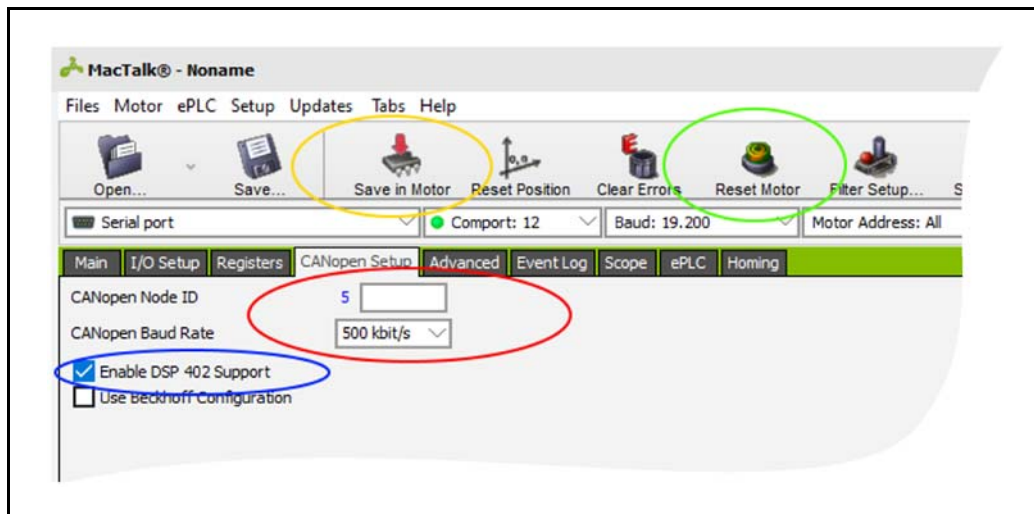 MacTalk® - Noname
Files Motor ePLC Setup Updates Tabs Help
Open... Save... Save in Motor Reset Position Clear Errors Reset Motor Filter Setup... S
Serial port Comport: 12 Baud: 19.200 Motor Address: All
Main I/O Setup Registers CANopen Setup Advanced Event Log Scope ePLC Homing
CANopen Node ID 5
CANopen Baud Rate 500 kbit/s
Enable DSP 402 Support
Use Beckhoff Configuration